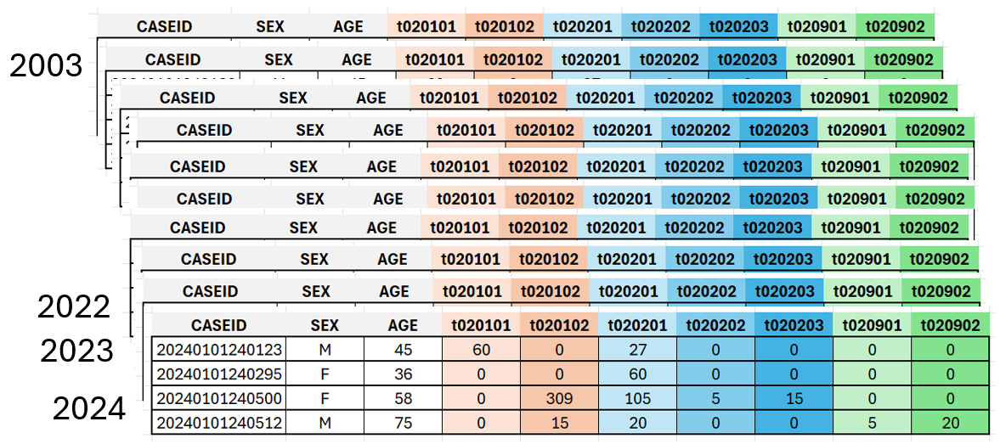 CASEID SEX AGE t020101 t020102 t020201 t020202 t020203 t020901 t020902
2003
CASEID SEX AGE t020101 t020102 t020201 t020202 t020203 t020901 t020902
CASEID SEX AGE t020101 t020102 t020201 t020202 t020203 t020901 t020902
CASEID SEX AGE t020101 t020102 t020201 t020202 t020203 t020901 t020902
CASEID SEX AGE t020101 t020102 t020201 t020202 t020203 t020901 t020902
CASEID SEX AGE t020101 t020102 t020201 t020202 t020203 t020901 t020902
CASEID SEX AGE t020101 t020102 t020201 t020202 t020203 t020901 t020902
CASEID SEX AGE t020101 t020102 t020201 t020202 t020203 t020901 t020902
CASEID SEX AGE t020101 t020102 t020201 t020202 t020203 t020901 t020902
2022
CASEID SEX AGE t020101 t020102 t020201 t020202 t020203 t020901 t020902
2023
20240101240123 M 45 60 0 27 0 0 0 0
20240101240295 F 36 0 0 60 0 0 0 0
20240101240500 F 58 0 309 105 5 15 0 0
2024
20240101240512 M 75 0 15 20 0 0 5 20